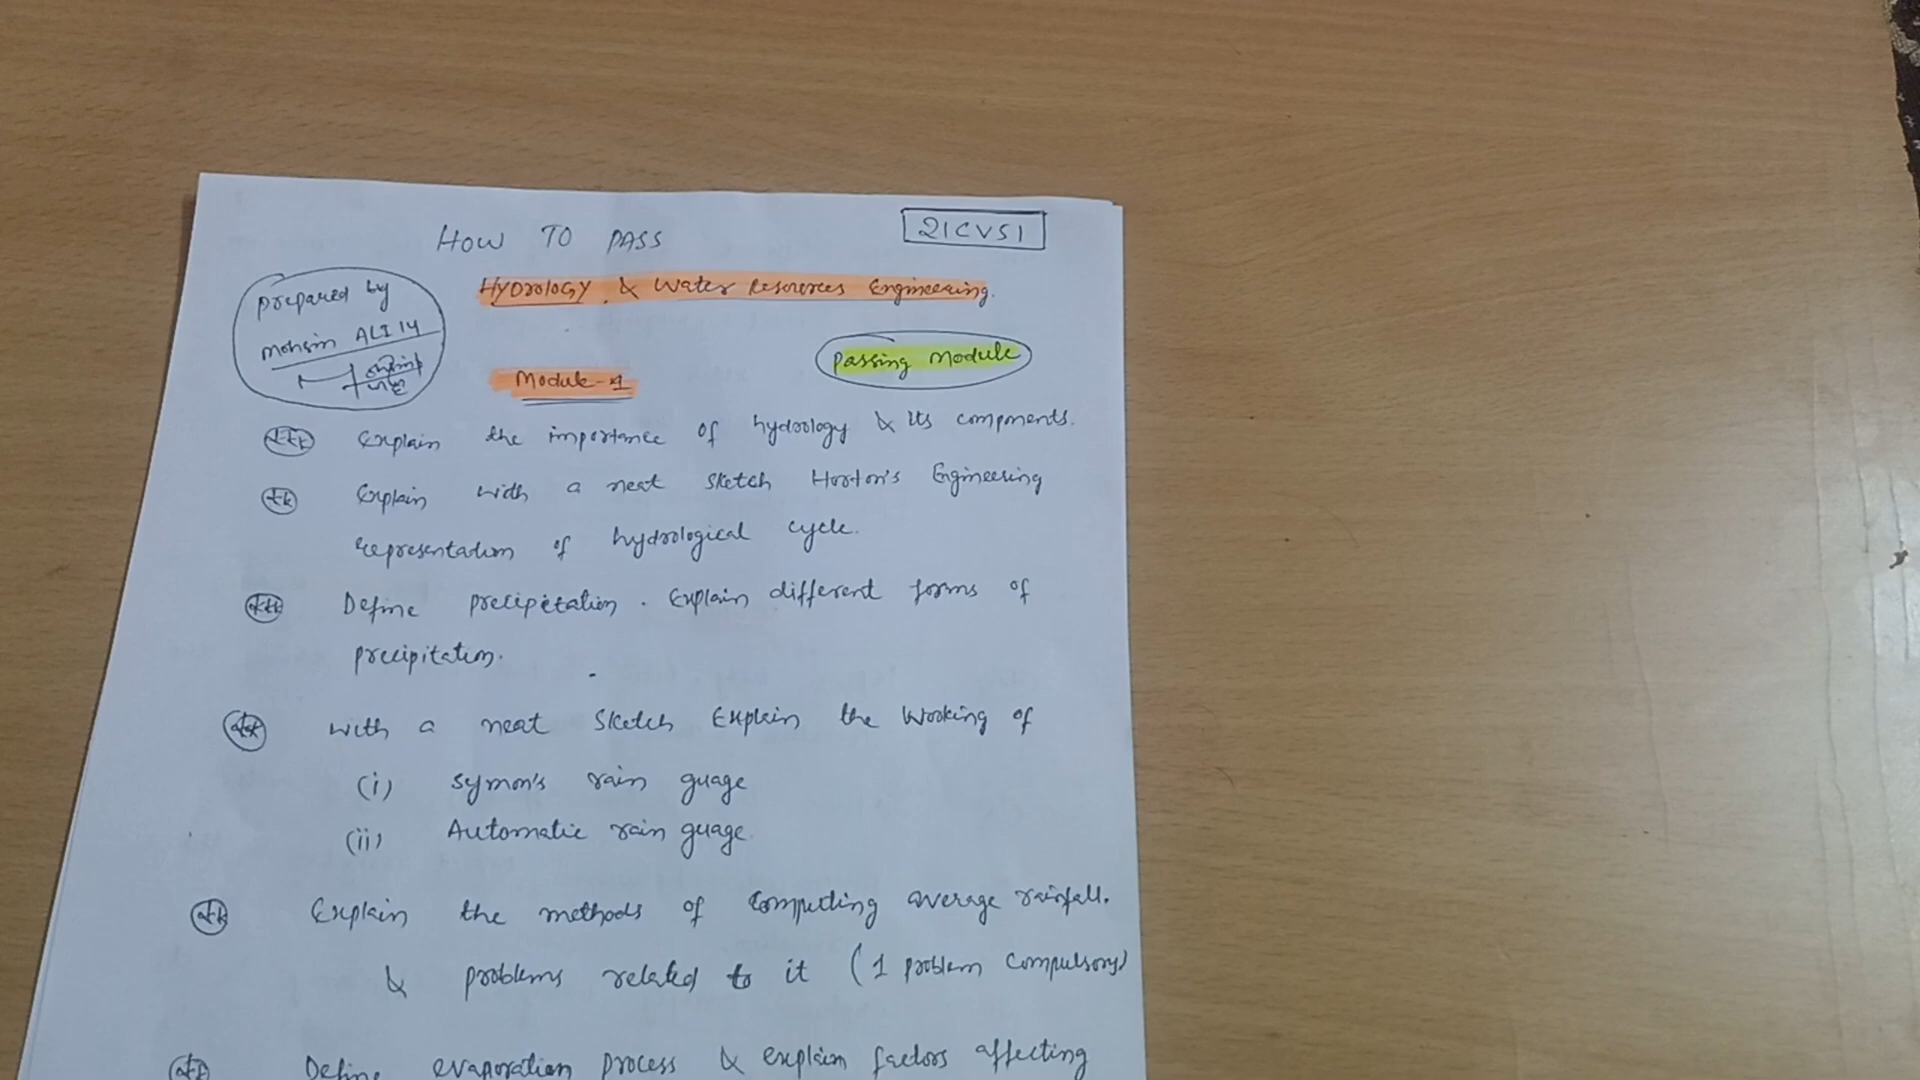 HOW TO PASS
21CV51
Hydrology & Water Resources Engineering.
prepared by
Mohsin ALI 14
Passing Module
Module-1
Explain the importance of hydrology & its components.
Explain with a neat sketch Horton's Engineering
representation of hydrological cycle.
Define precipitation. Explain different forms of
precipitation.
with a neat sketch Explain the working of
(i) Symon's rain guage
(ii) Automatic rain guage.
Explain the methods of computing average rainfall.
& problems related to it (1 problem compulsory)
Define evaporation process & explain factors affecting